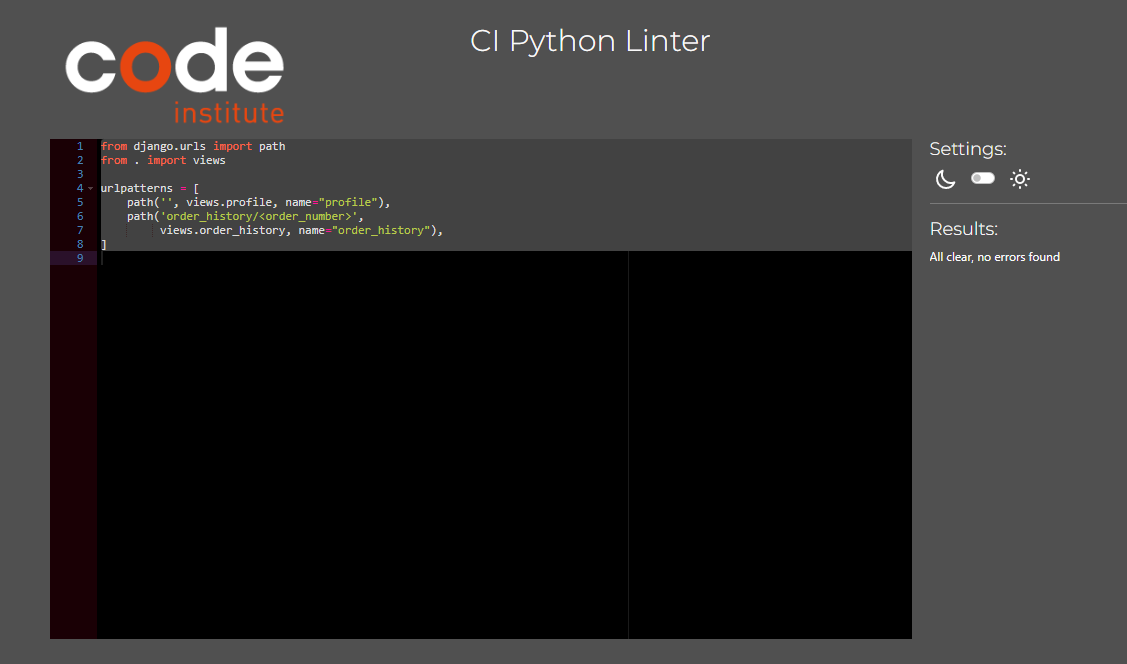 code
institute
CI Python Linter
1 from django.urls import path
2 from . import views
3
4 urlpatterns = [
5     path('', views.profile, name="profile"),
6     path('order_history/<order_number>',
7          views.order_history, name="order_history"),
8 ]
9
Settings:
Results:
All clear, no errors found